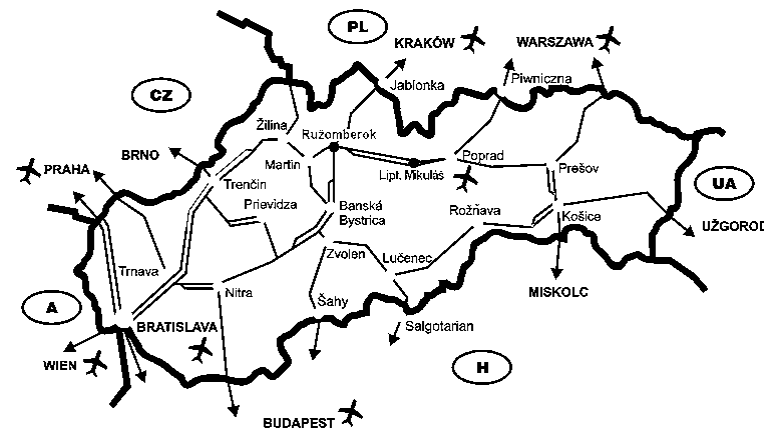 PL
KRAKÓW
WARSZAWA
Jablonka
Piwniczna
CZ
Žilina
Ružomberok
BRNO
Martin
Poprad
Prešov
PRAHA
Trenčín
Lipt. Mikuláš
UA
Prievidza
Banská
Bystrica
Rožňava
Košice
UŽGOROD
Zvolen
Lučenec
Trnava
Nitra
MISKOLC
A
Šahy
BRATISLAVA
Salgotarian
WIEN
H
BUDAPEST